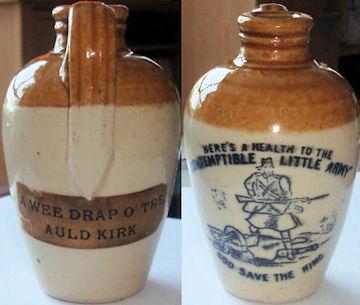 A WEE DRAP O' THE
AULD KIRK
HERE'S A HEALTH TO THE
CONTEMPTIBLE LITTLE ARMY"
GOD SAVE THE KING